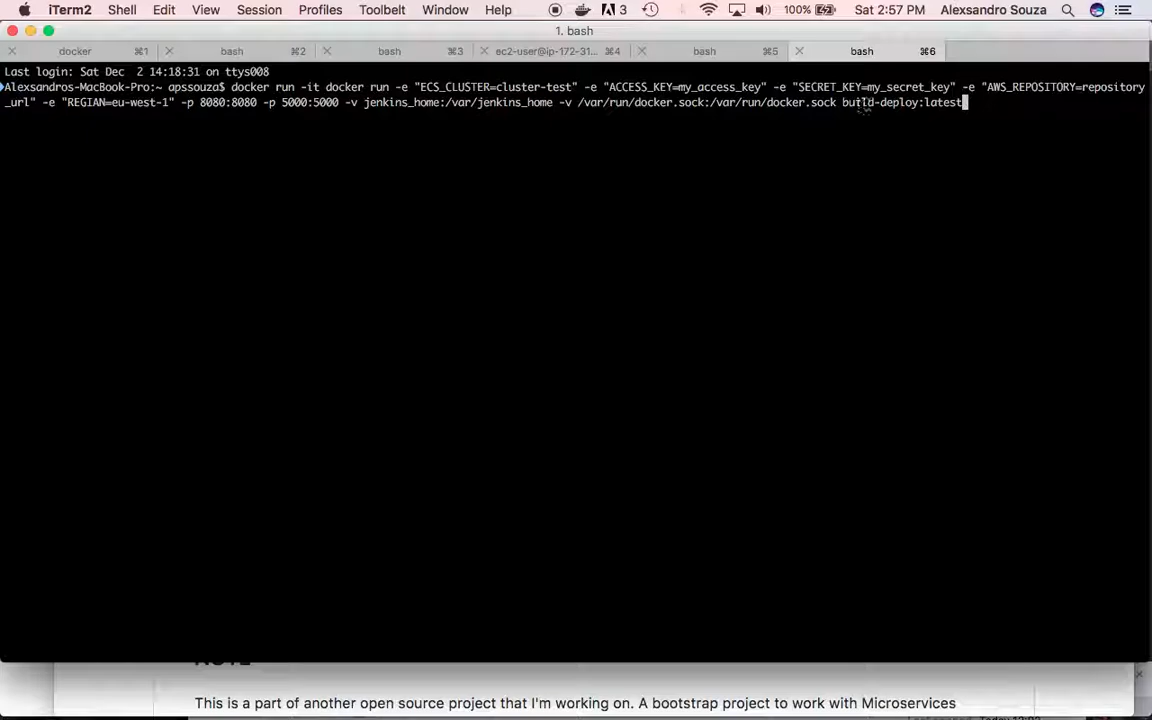 iTerm2 Shell Edit View Session Profiles Toolbelt Window Help 3 100% Sat 2:57 PM Alexsandro Souza
1. bash
docker ⌘1 bash ⌘2 bash ⌘3 ec2-user@ip-172-31... ⌘4 bash ⌘5 bash ⌘6
Last login: Sat Dec  2 14:18:31 on ttys008
Alexsandros-MacBook-Pro:~ apssouza$ docker run -it docker run -e "ECS_CLUSTER=cluster-test" -e "ACCESS_KEY=my_access_key" -e "SECRET_KEY=my_secret_key" -e "AWS_REPOSITORY=repository
_url" -e "REGIAN=eu-west-1" -p 8080:8080 -p 5000:5000 -v jenkins_home:/var/jenkins_home -v /var/run/docker.sock:/var/run/docker.sock build-deploy:latest
NOTE
This is a part of another open source project that I'm working on. A bootstrap project to work with Microservices